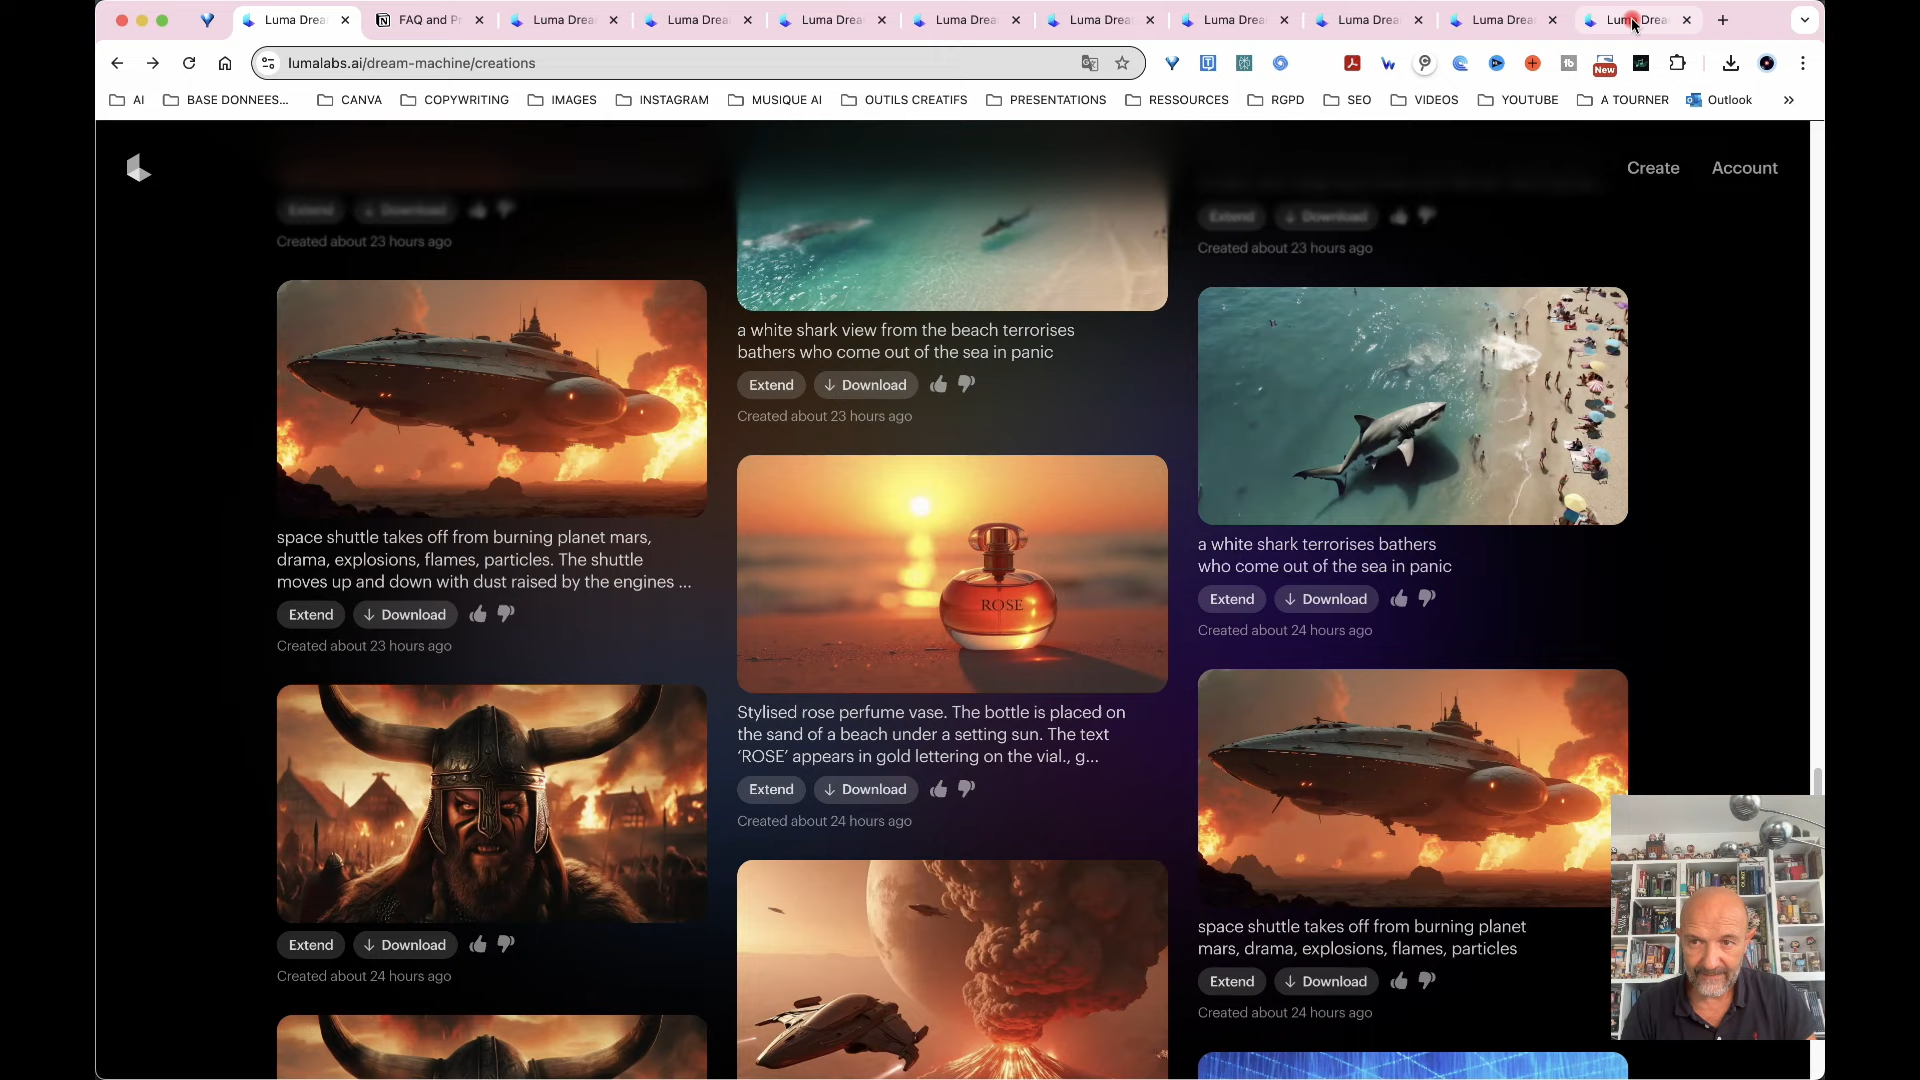 Luma Drea
FAQ and P
Luma Drea
Luma Drea
Luma Drea
Luma Drea
Luma Drea
Luma Drea
Luma Drea
Luma Drea
Luma Drea
lumalabs.ai/dream-machine/creations
New
AI
BASE DONNEES...
CANVA
COPYWRITING
IMAGES
INSTAGRAM
MUSIQUE AI
OUTILS CREATIFS
PRESENTATIONS
RESSOURCES
RGPD
SEO
VIDEOS
YOUTUBE
A TOURNER
Outlook
Create
Account
Extend
Download
Created about 23 hours ago
space shuttle takes off from burning planet mars,
drama, explosions, flames, particles. The shuttle
moves up and down with dust raised by the engines ...
Extend
Download
Created about 23 hours ago
Extend
Download
Created about 24 hours ago
a white shark view from the beach terrorises
bathers who come out of the sea in panic
Extend
Download
Created about 23 hours ago
ROSE
Stylised rose perfume vase. The bottle is placed on
the sand of a beach under a setting sun. The text
‘ROSE’ appears in gold lettering on the vial., g...
Extend
Download
Created about 24 hours ago
Extend
Download
Created about 23 hours ago
a white shark terrorises bathers
who come out of the sea in panic
Extend
Download
Created about 24 hours ago
space shuttle takes off from burning planet
mars, drama, explosions, flames, particles
Extend
Download
Created about 24 hours ago